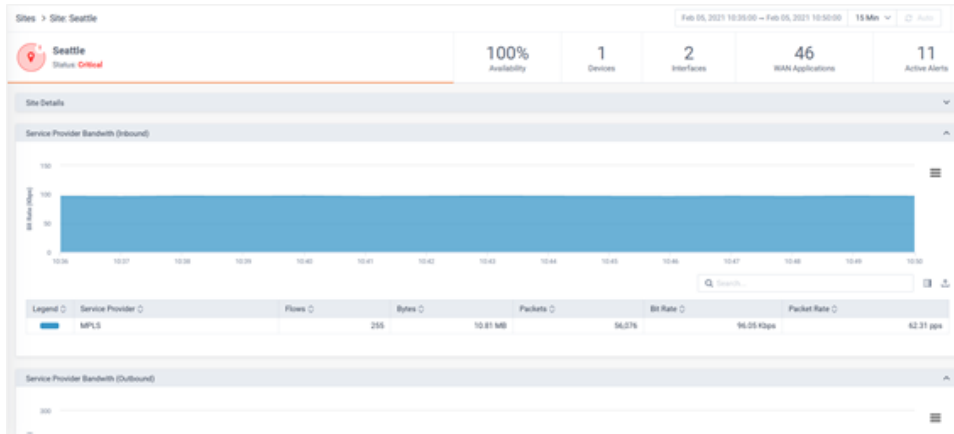 Sites > Site: Seattle
Feb 05, 2021 10:35:00 — Feb 05, 2021 10:50:00 15 Min Auto
Seattle
Status: Critical
100%
Availability
1
Devices
2
Interfaces
46
WAN Applications
11
Active Alerts
Site Details
Service Provider Bandwith (Inbound)
Bit Rate (Kbps)
150
100
50
0
10:36 10:37 10:38 10:39 10:40 10:41 10:42 10:43 10:44 10:45 10:46 10:47 10:48 10:49 10:50
Search...
Legend Service Provider Flows Bytes Packets Bit Rate Packet Rate
MPLS 255 10.81 MB 56,076 96.05 Kbps 62.31 pps
Service Provider Bandwith (Outbound)
300